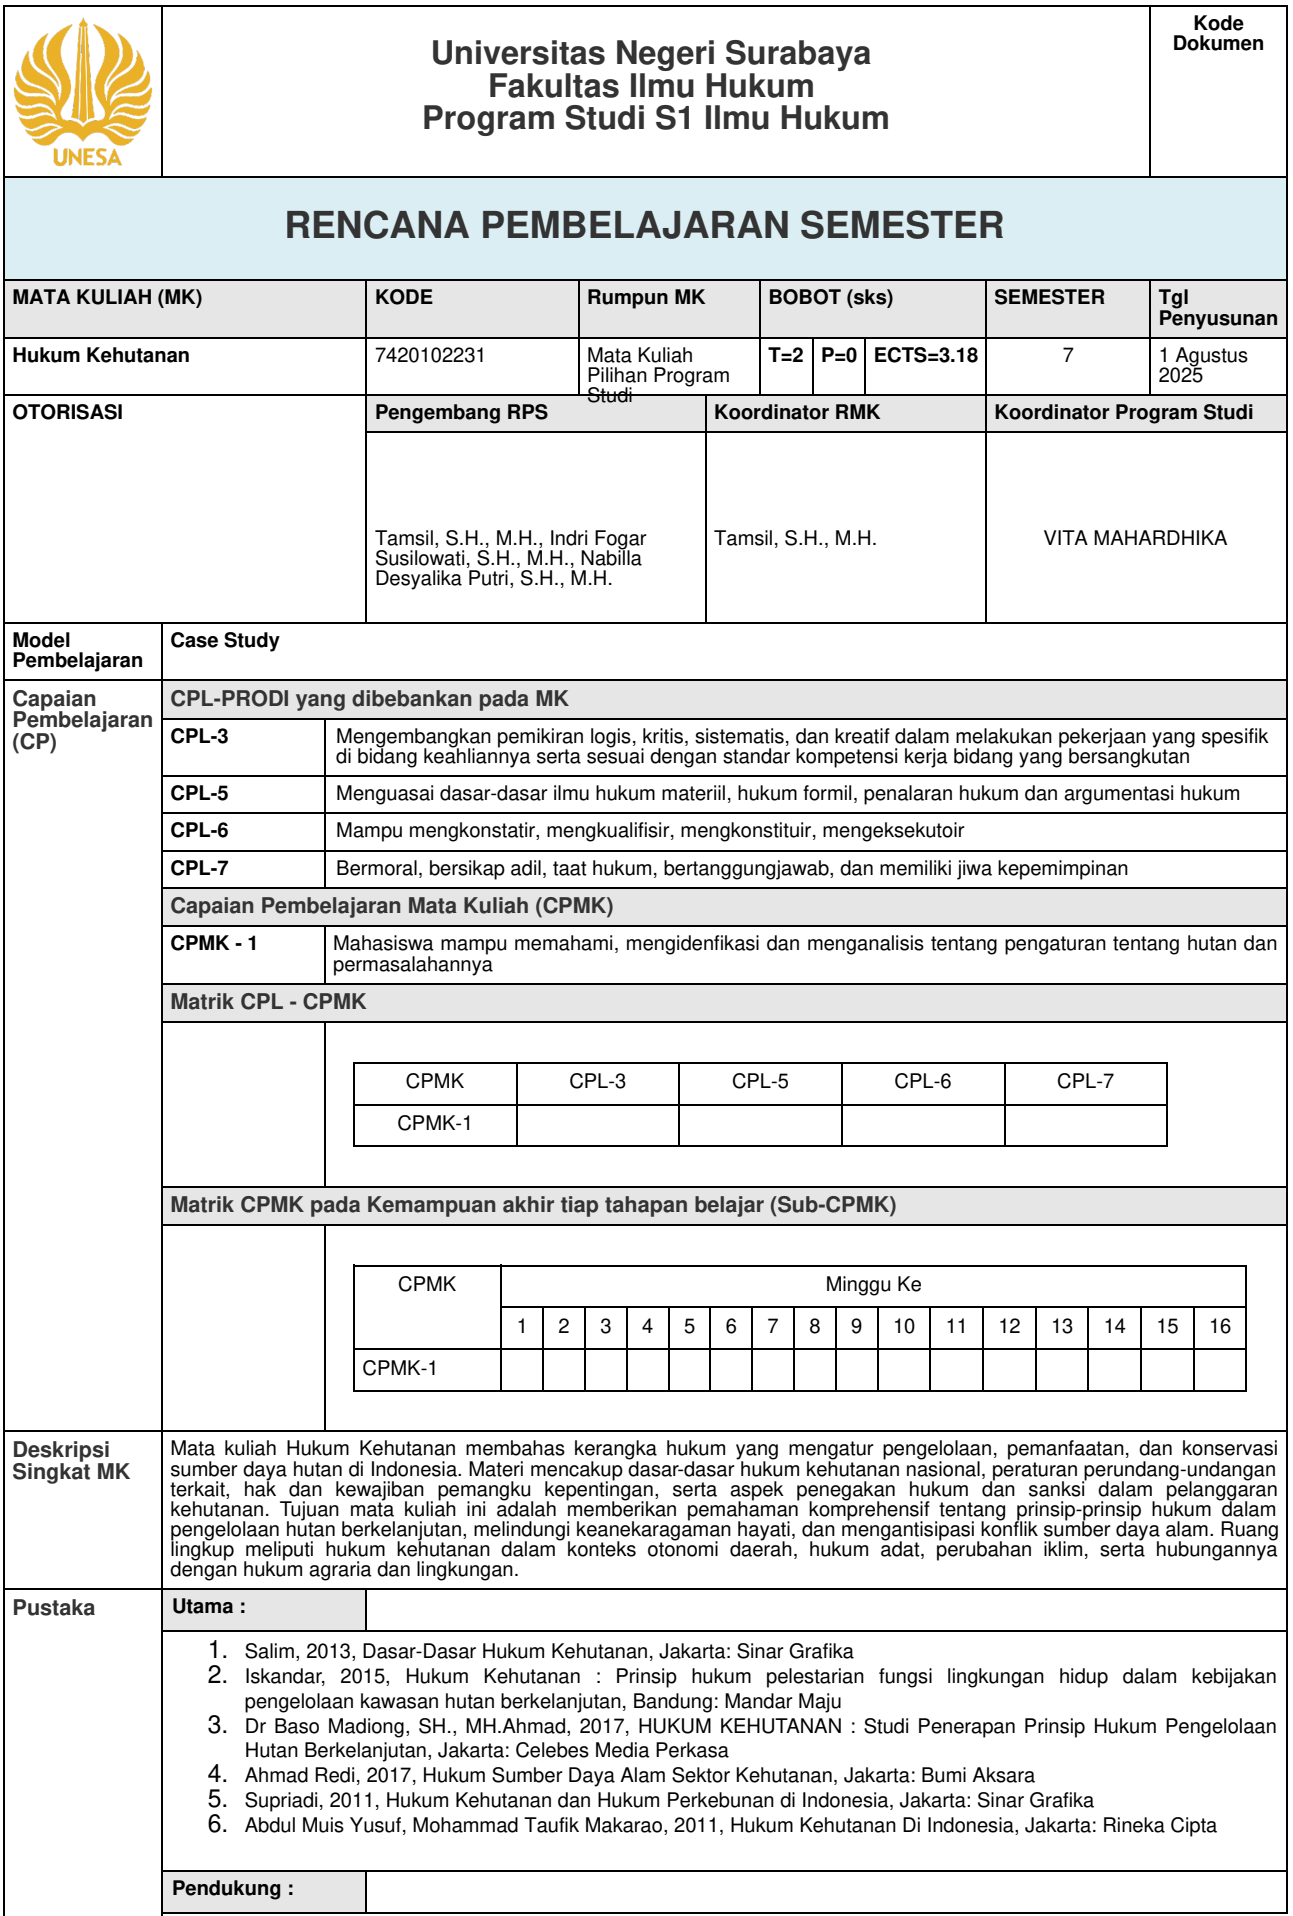 UNESA
Universitas Negeri Surabaya
Fakultas Ilmu Hukum
Program Studi S1 Ilmu Hukum
Kode
Dokumen
RENCANA PEMBELAJARAN SEMESTER
MATA KULIAH (MK)
KODE
Rumpun MK
BOBOT (sks)
SEMESTER
Tgl
Penyusunan
Hukum Kehutanan
7420102231
Mata Kuliah
Pilihan Program
Studi
T=2
P=0
ECTS=3.18
7
1 Agustus
2025
OTORISASI
Pengembang RPS
Koordinator RMK
Koordinator Program Studi
Tamsil, S.H., M.H., Indri Fogar
Susilowati, S.H., M.H., Nabilla
Desyalika Putri, S.H., M.H.
Tamsil, S.H., M.H.
VITA MAHARDHIKA
Model
Pembelajaran
Case Study
Capaian
Pembelajaran
(CP)
CPL-PRODI yang dibebankan pada MK
CPL-3
Mengembangkan pemikiran logis, kritis, sistematis, dan kreatif dalam melakukan pekerjaan yang spesifik
di bidang keahliannya serta sesuai dengan standar kompetensi kerja bidang yang bersangkutan
CPL-5
Menguasai dasar-dasar ilmu hukum materiil, hukum formil, penalaran hukum dan argumentasi hukum
CPL-6
Mampu mengkonstatir, mengkualifisir, mengkonstituir, mengeksekutoir
CPL-7
Bermoral, bersikap adil, taat hukum, bertanggungjawab, dan memiliki jiwa kepemimpinan
Capaian Pembelajaran Mata Kuliah (CPMK)
CPMK - 1
Mahasiswa mampu memahami, mengidenfikasi dan menganalisis tentang pengaturan tentang hutan dan
permasalahannya
Matrik CPL - CPMK
CPMK CPL-3 CPL-5 CPL-6 CPL-7
CPMK-1
Matrik CPMK pada Kemampuan akhir tiap tahapan belajar (Sub-CPMK)
CPMK Minggu Ke
1 2 3 4 5 6 7 8 9 10 11 12 13 14 15 16
CPMK-1
Deskripsi
Singkat MK
Mata kuliah Hukum Kehutanan membahas kerangka hukum yang mengatur pengelolaan, pemanfaatan, dan konservasi
sumber daya hutan di Indonesia. Materi mencakup dasar-dasar hukum kehutanan nasional, peraturan perundang-undangan
terkait, hak dan kewajiban pemangku kepentingan, serta aspek penegakan hukum dan sanksi dalam pelanggaran
kehutanan. Tujuan mata kuliah ini adalah memberikan pemahaman komprehensif tentang prinsip-prinsip hukum dalam
pengelolaan hutan berkelanjutan, melindungi keanekaragaman hayati, dan mengantisipasi konflik sumber daya alam. Ruang
lingkup meliputi hukum kehutanan dalam konteks otonomi daerah, hukum adat, perubahan iklim, serta hubungannya
dengan hukum agraria dan lingkungan.
Pustaka
Utama :
1. Salim, 2013, Dasar-Dasar Hukum Kehutanan, Jakarta: Sinar Grafika
2. Iskandar, 2015, Hukum Kehutanan : Prinsip hukum pelestarian fungsi lingkungan hidup dalam kebijakan
pengelolaan kawasan hutan berkelanjutan, Bandung: Mandar Maju
3. Dr Baso Madiong, SH., MH.Ahmad, 2017, HUKUM KEHUTANAN : Studi Penerapan Prinsip Hukum Pengelolaan
Hutan Berkelanjutan, Jakarta: Celebes Media Perkasa
4. Ahmad Redi, 2017, Hukum Sumber Daya Alam Sektor Kehutanan, Jakarta: Bumi Aksara
5. Supriadi, 2011, Hukum Kehutanan dan Hukum Perkebunan di Indonesia, Jakarta: Sinar Grafika
6. Abdul Muis Yusuf, Mohammad Taufik Makarao, 2011, Hukum Kehutanan Di Indonesia, Jakarta: Rineka Cipta
Pendukung :